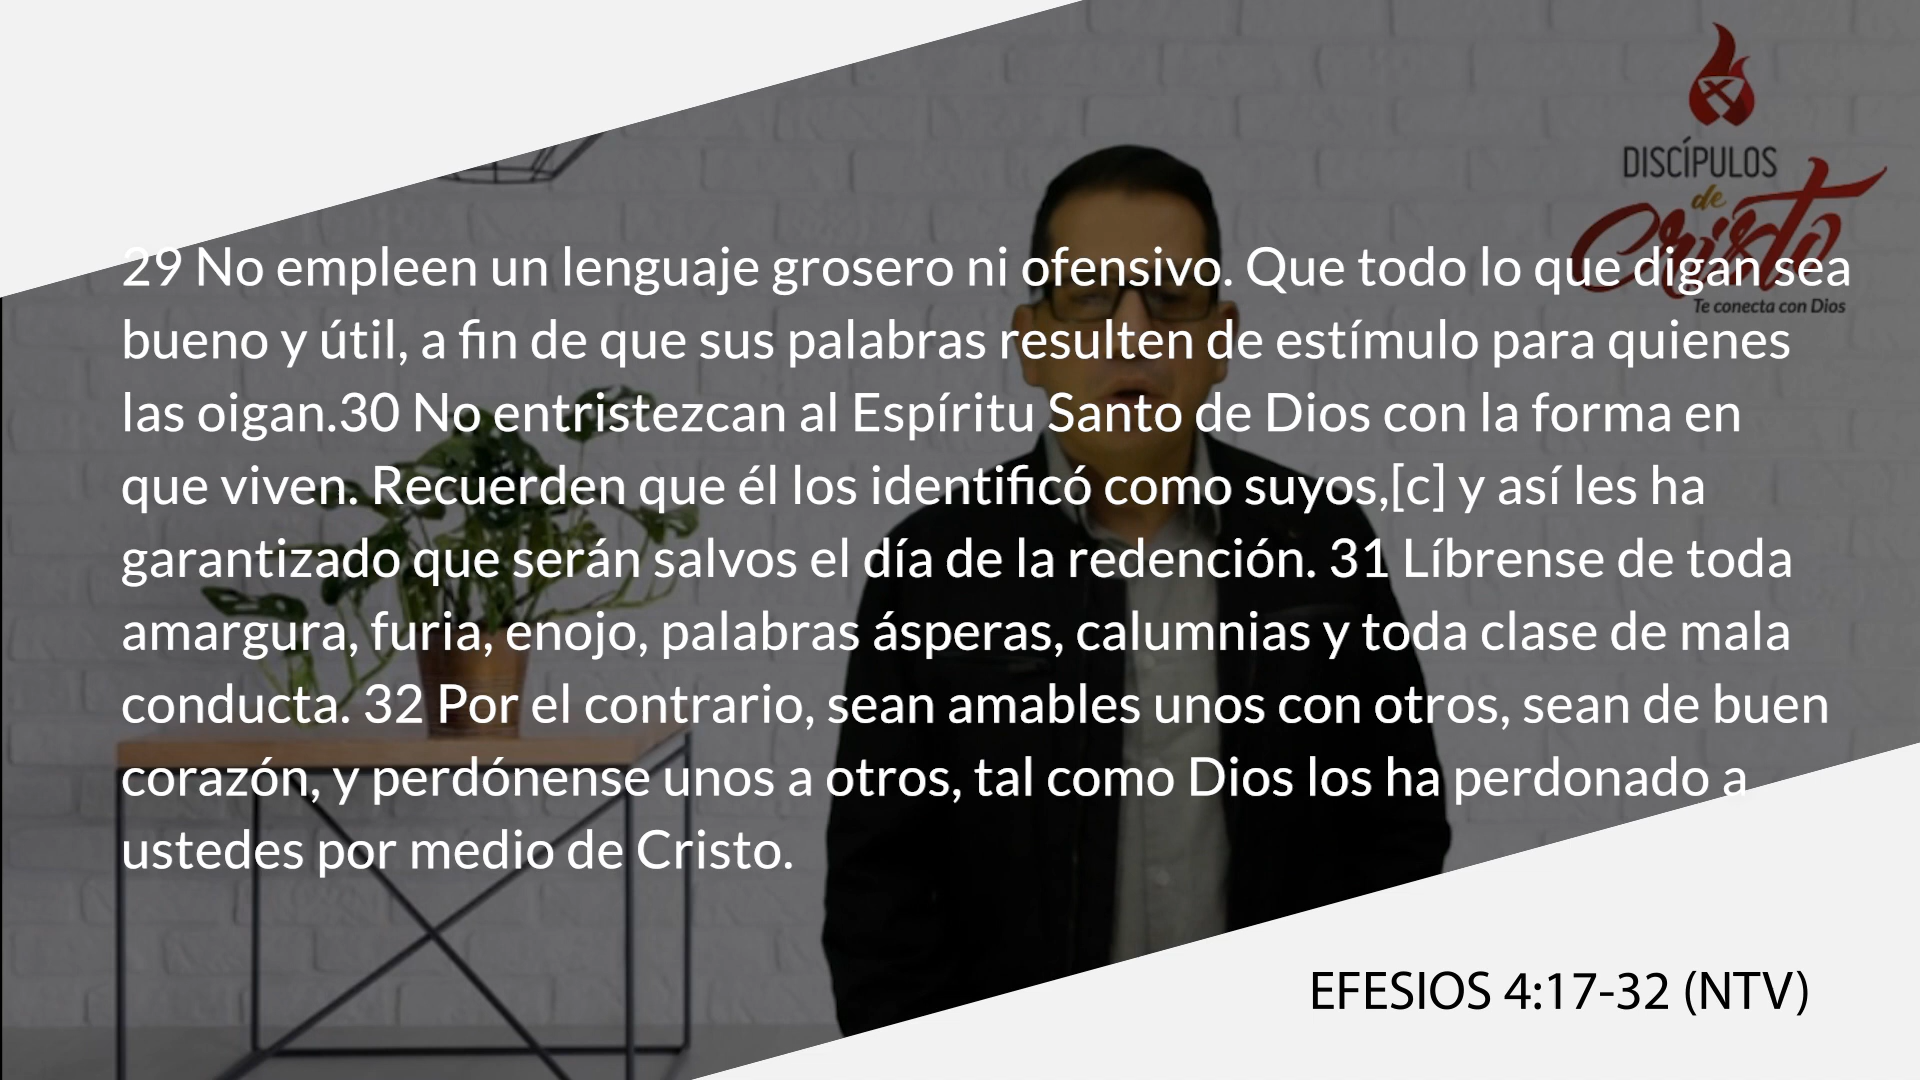 DISCÍPULOS
de
Cristo
Te conecta con Dios
29 No empleen un lenguaje grosero ni ofensivo. Que todo lo que digan sea
bueno y útil, a fin de que sus palabras resulten de estímulo para quienes
las oigan.30 No entristezcan al Espíritu Santo de Dios con la forma en
que viven. Recuerden que él los identificó como suyos,[c] y así les ha
garantizado que serán salvos el día de la redención. 31 Líbrense de toda
amargura, furia, enojo, palabras ásperas, calumnias y toda clase de mala
conducta. 32 Por el contrario, sean amables unos con otros, sean de buen
corazón, y perdónense unos a otros, tal como Dios los ha perdonado a
ustedes por medio de Cristo.
EFESIOS 4:17-32 (NTV)